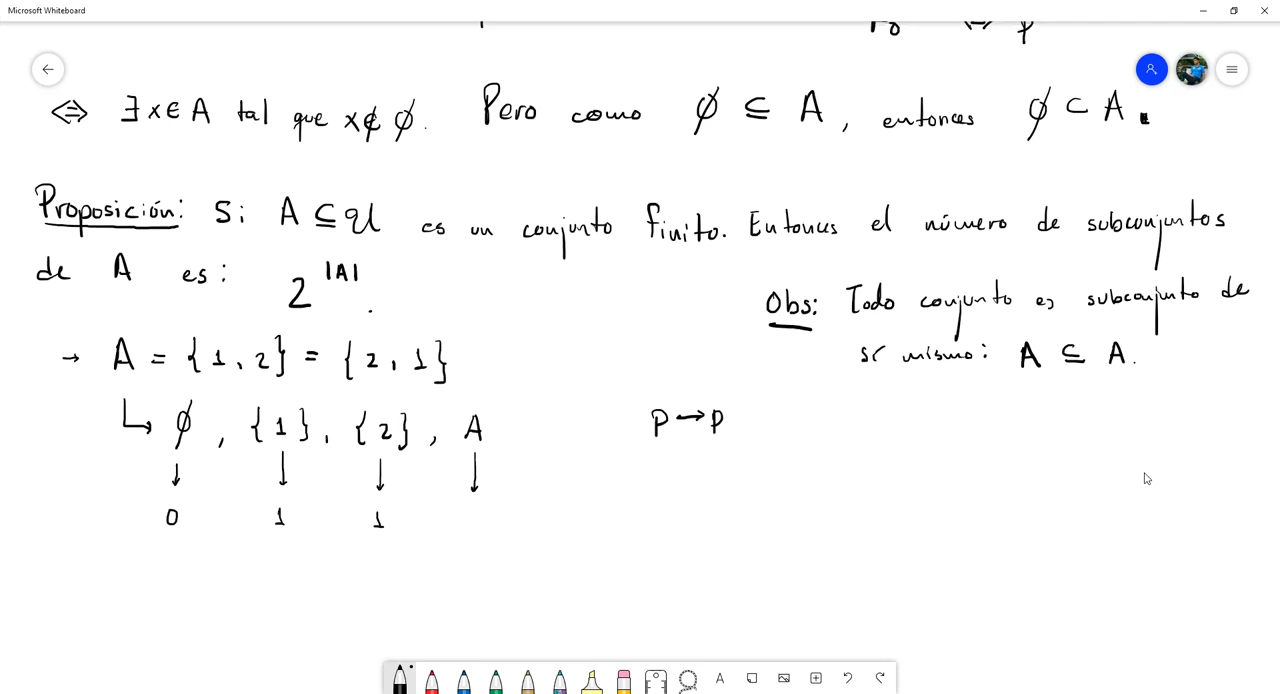 Microsoft Whiteboard
⇔ ∃ x ∈ A tal que x ∉ ∅. Pero como ∅ ⊆ A, entonces ∅ ⊂ A.
Proposición: Si A ⊆ 𝒰 es un conjunto finito. Entonces el número de subconjuntos
de A es: 2^|A|.
Obs: Todo conjunto es subconjunto de
sí mismo: A ⊆ A.
→ A = {1, 2} = {2, 1}
↳ ∅, {1}, {2}, A
p → p
↓ ↓ ↓ ↓
0 1 1